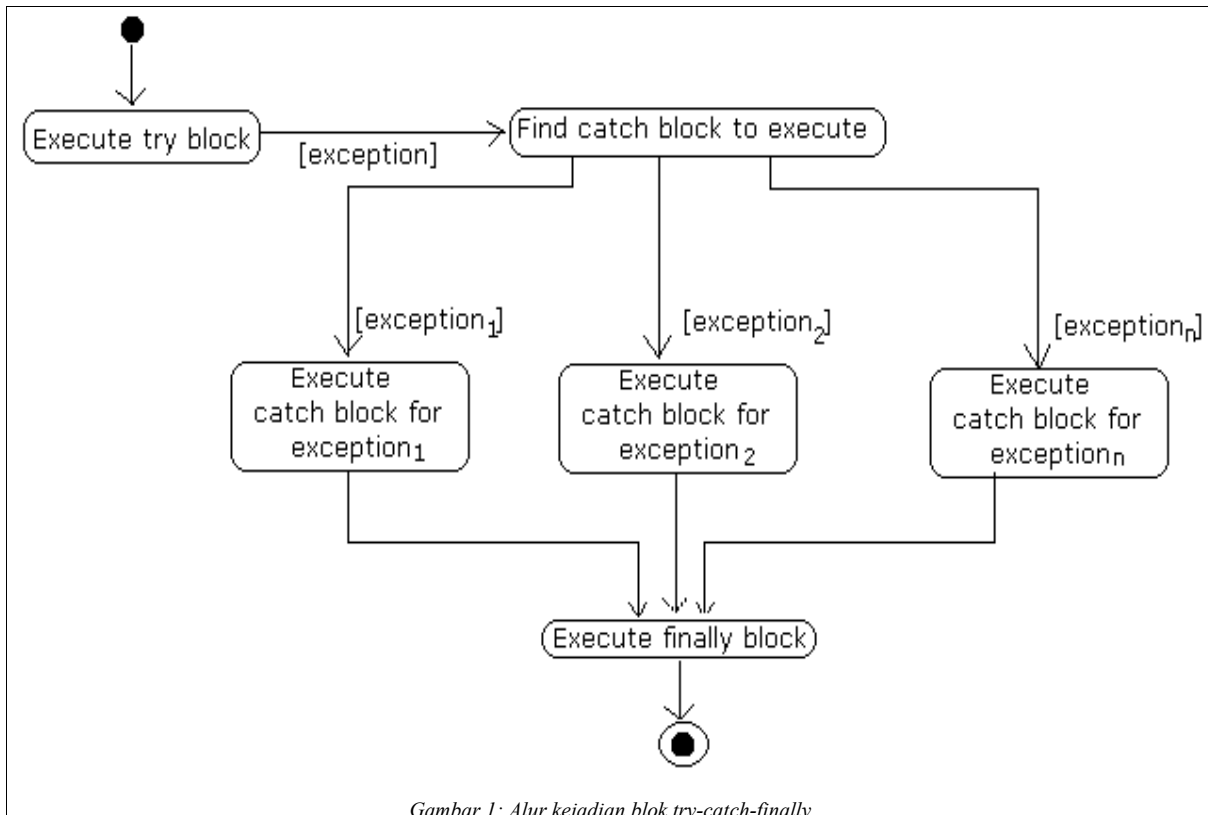 Execute try block
[exception]
Find catch block to execute
[exception1]
[exception2]
[exceptionn]
Execute
catch block for
exception1
Execute
catch block for
exception2
Execute
catch block for
exceptionn
Execute finally block
Gambar 1: Alur kejadian blok try-catch-finally